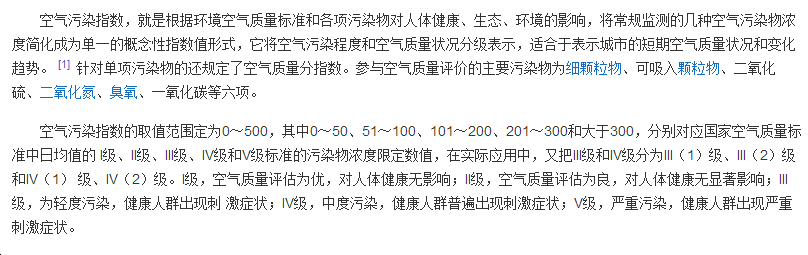 空气污染指数，就是根据环境空气质量标准和各项污染物对人体健康、生态、环境的影响，将常规监测的几种空气污染物浓
度简化成为单一的概念性指数值形式，它将空气污染程度和空气质量状况分级表示，适合于表示城市的短期空气质量状况和变化
趋势。 [1] 针对单项污染物的还规定了空气质量分指数。参与空气质量评价的主要污染物为细颗粒物、可吸入颗粒物、二氧化
硫、二氧化氮、臭氧、一氧化碳等六项。
空气污染指数的取值范围定为0～500，其中0～50、51～100、101～200、201～300和大于300，分别对应国家空气质量标
准中日均值的 I级、II级、III级、IV级和V级标准的污染物浓度限定数值，在实际应用中，又把III级和IV级分为III（1）级、III（2）级
和IV（1） 级、IV（2）级。I级，空气质量评估为优，对人体健康无影响；II级，空气质量评估为良，对人体健康无显著影响；III
级，为轻度污染，健康人群出现刺 激症状；IV级，中度污染，健康人群普遍出现刺激症状；V级，严重污染，健康人群出现严重
刺激症状。